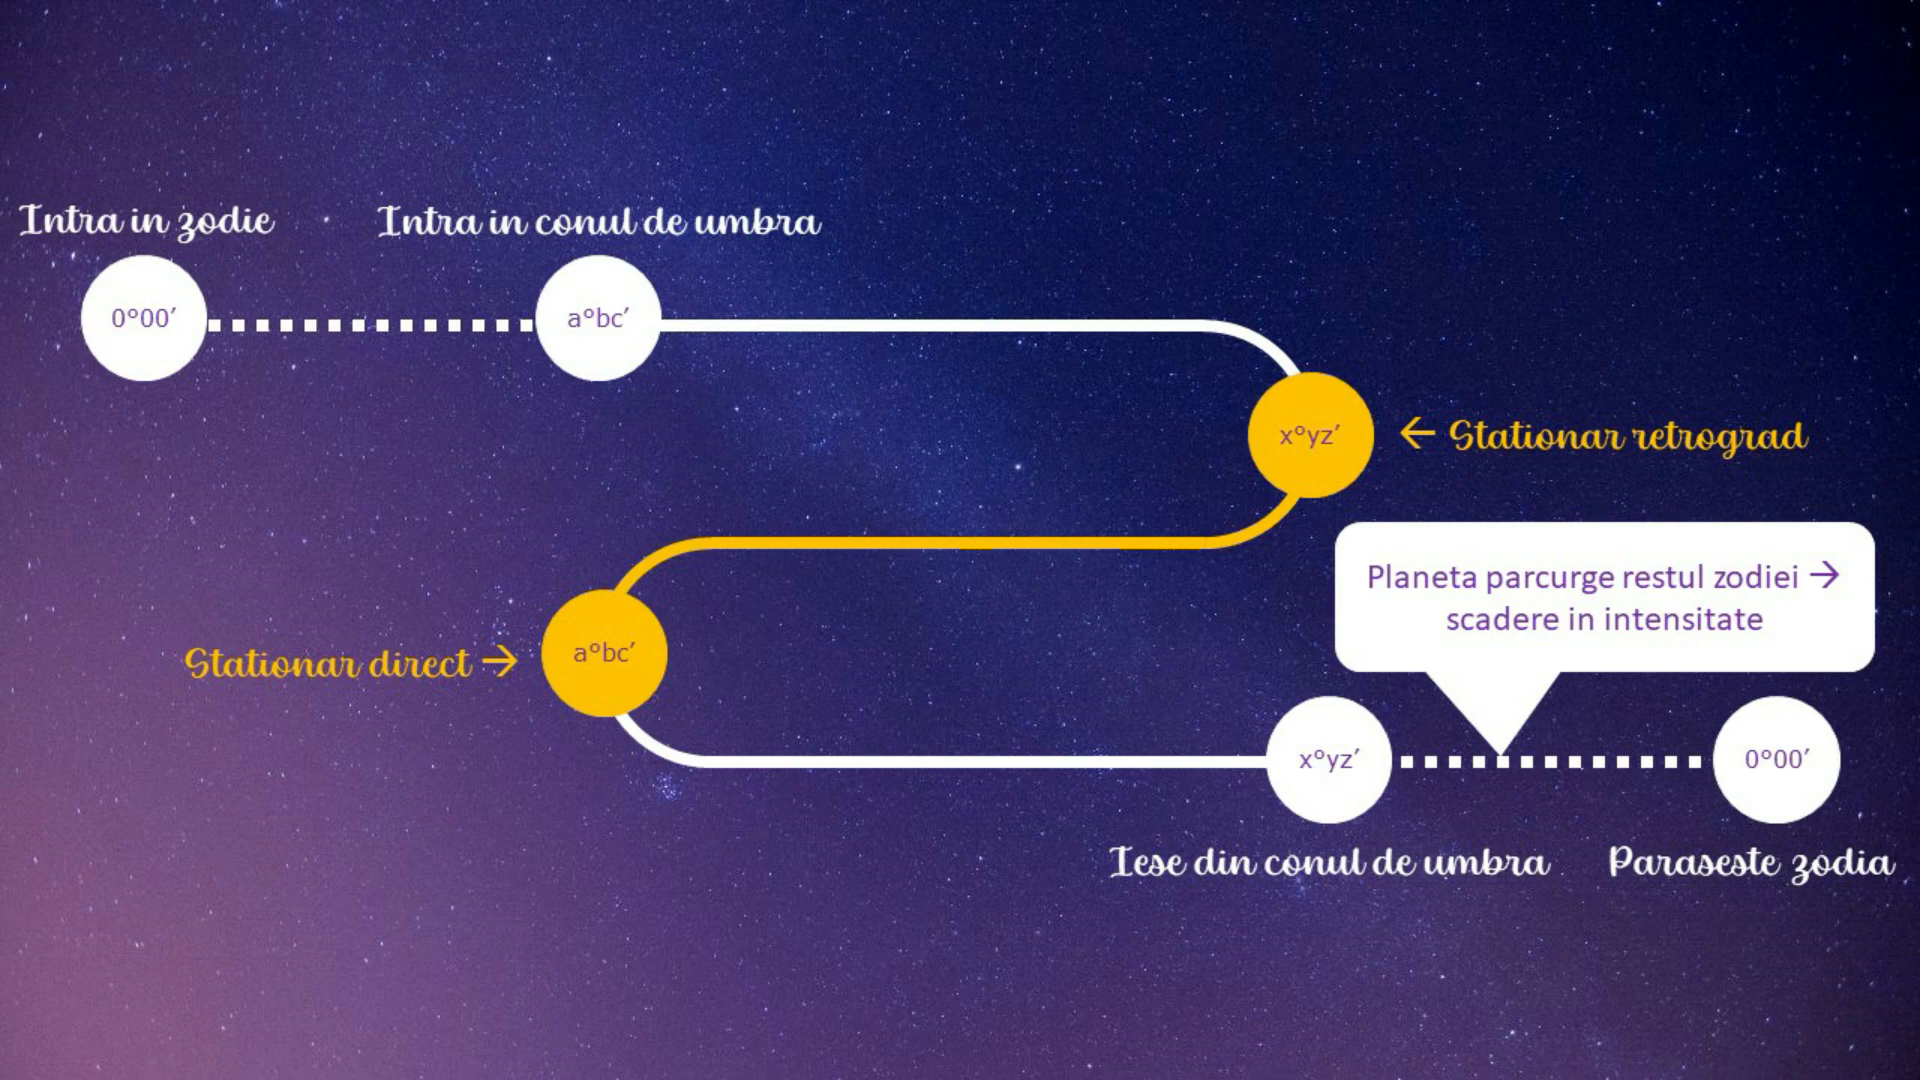 Intra in zodie
Intra in conul de umbra
0°00′
a°bc′
x°yz′
← Stationar retrograd
Planeta parcurge restul zodiei →
scadere in intensitate
Stationar direct →
a°bc′
x°yz′
0°00′
Iese din conul de umbra
Paraseste zodia